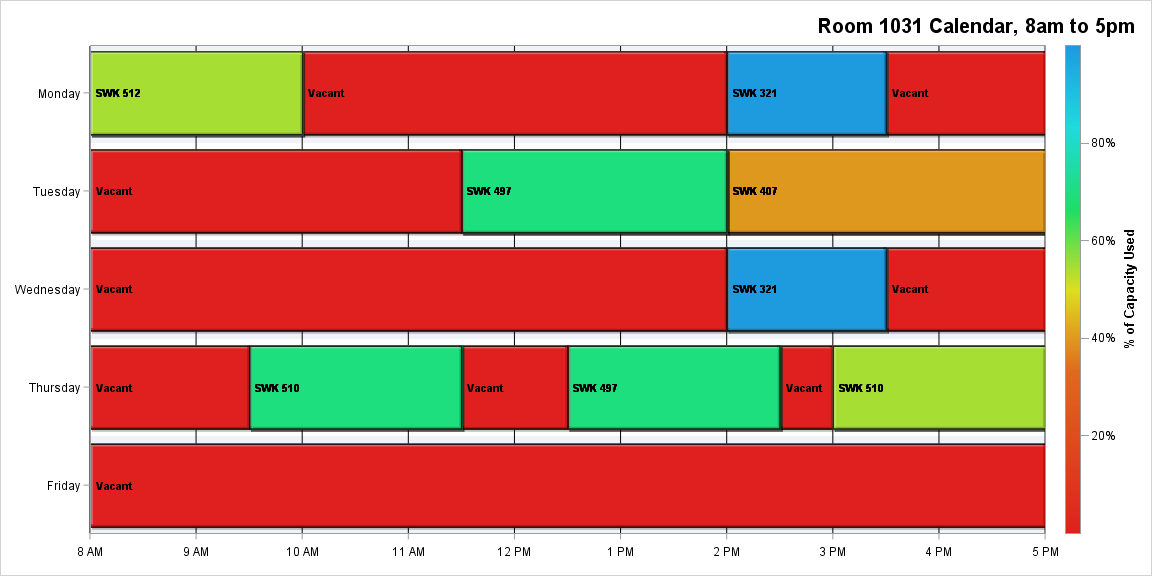 Room 1031 Calendar, 8am to 5pm
Monday
SWK 512
Vacant
SWK 321
Vacant
Tuesday
Vacant
SWK 497
SWK 407
Wednesday
Vacant
SWK 321
Vacant
Thursday
Vacant
SWK 510
Vacant
SWK 497
Vacant
SWK 510
Friday
Vacant
8 AM 9 AM 10 AM 11 AM 12 PM 1 PM 2 PM 3 PM 4 PM 5 PM
80%
60%
40%
20%
% of Capacity Used